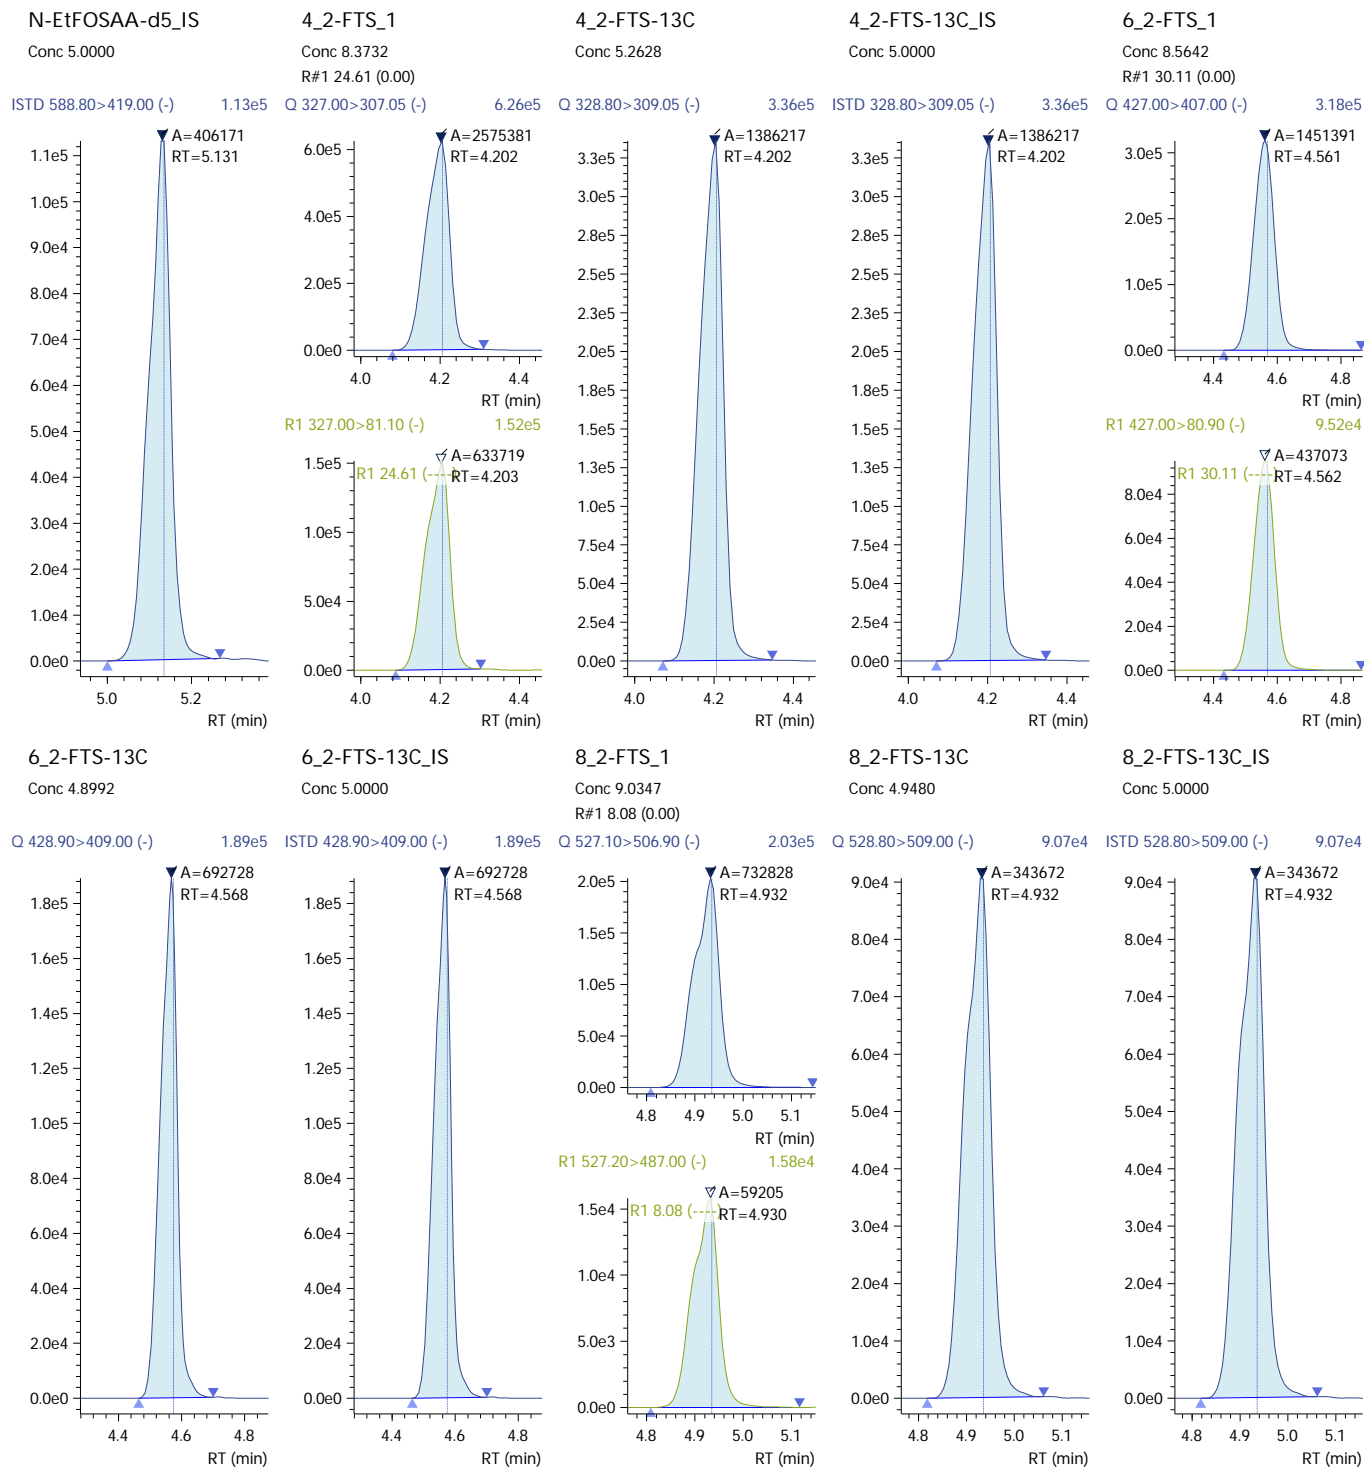 N-EtFOSAA-d5_IS
Conc 5.0000
ISTD 588.80>419.00 (-) 1.13e5
A=406171
RT=5.131
1.1e5
1.0e5
9.0e4
8.0e4
7.0e4
6.0e4
5.0e4
4.0e4
3.0e4
2.0e4
1.0e4
0.0e0
5.0 5.2
RT (min)
4_2-FTS_1
Conc 8.3732
R#1 24.61 (0.00)
Q 327.00>307.05 (-) 6.26e5
A=2575381
RT=4.202
6.0e5
4.0e5
2.0e5
0.0e0
4.0 4.2 4.4
RT (min)
R1 327.00>81.10 (-) 1.52e5
A=633719
RT=4.203
R1 24.61 (----
1.5e5
1.0e5
5.0e4
0.0e0
4.0 4.2 4.4
RT (min)
4_2-FTS-13C
Conc 5.2628
Q 328.80>309.05 (-) 3.36e5
A=1386217
RT=4.202
3.3e5
3.0e5
2.8e5
2.5e5
2.3e5
2.0e5
1.8e5
1.5e5
1.3e5
1.0e5
7.5e4
5.0e4
2.5e4
0.0e0
4.0 4.2 4.4
RT (min)
4_2-FTS-13C_IS
Conc 5.0000
ISTD 328.80>309.05 (-) 3.36e5
A=1386217
RT=4.202
3.3e5
3.0e5
2.8e5
2.5e5
2.3e5
2.0e5
1.8e5
1.5e5
1.3e5
1.0e5
7.5e4
5.0e4
2.5e4
0.0e0
4.0 4.2 4.4
RT (min)
6_2-FTS_1
Conc 8.5642
R#1 30.11 (0.00)
Q 427.00>407.00 (-) 3.18e5
A=1451391
RT=4.561
3.0e5
2.0e5
1.0e5
0.0e0
4.4 4.6 4.8
RT (min)
R1 427.00>80.90 (-) 9.52e4
A=437073
RT=4.562
R1 30.11 (----
8.0e4
6.0e4
4.0e4
2.0e4
0.0e0
4.4 4.6 4.8
RT (min)
6_2-FTS-13C
Conc 4.8992
Q 428.90>409.00 (-) 1.89e5
A=692728
RT=4.568
1.8e5
1.6e5
1.4e5
1.2e5
1.0e5
8.0e4
6.0e4
4.0e4
2.0e4
0.0e0
4.4 4.6 4.8
RT (min)
6_2-FTS-13C_IS
Conc 5.0000
ISTD 428.90>409.00 (-) 1.89e5
A=692728
RT=4.568
1.8e5
1.6e5
1.4e5
1.2e5
1.0e5
8.0e4
6.0e4
4.0e4
2.0e4
0.0e0
4.4 4.6 4.8
RT (min)
8_2-FTS_1
Conc 9.0347
R#1 8.08 (0.00)
Q 527.10>506.90 (-) 2.03e5
A=732828
RT=4.932
2.0e5
1.5e5
1.0e5
5.0e4
0.0e0
4.8 4.9 5.0 5.1
RT (min)
R1 527.20>487.00 (-) 1.58e4
A=59205
RT=4.930
R1 8.08 (----
1.5e4
1.0e4
5.0e3
0.0e0
4.8 4.9 5.0 5.1
RT (min)
8_2-FTS-13C
Conc 4.9480
Q 528.80>509.00 (-) 9.07e4
A=343672
RT=4.932
9.0e4
8.0e4
7.0e4
6.0e4
5.0e4
4.0e4
3.0e4
2.0e4
1.0e4
0.0e0
4.8 4.9 5.0 5.1
RT (min)
8_2-FTS-13C_IS
Conc 5.0000
ISTD 528.80>509.00 (-) 9.07e4
A=343672
RT=4.932
9.0e4
8.0e4
7.0e4
6.0e4
5.0e4
4.0e4
3.0e4
2.0e4
1.0e4
0.0e0
4.8 4.9 5.0 5.1
RT (min)